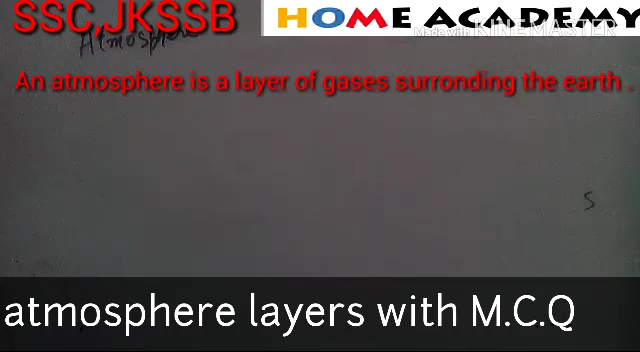 SSC JKSSB
HOME ACADEMY
Made with KINEMASTER
Atmosphere
An atmosphere is a layer of gases surronding the earth .
S
atmosphere layers with M.C.Q